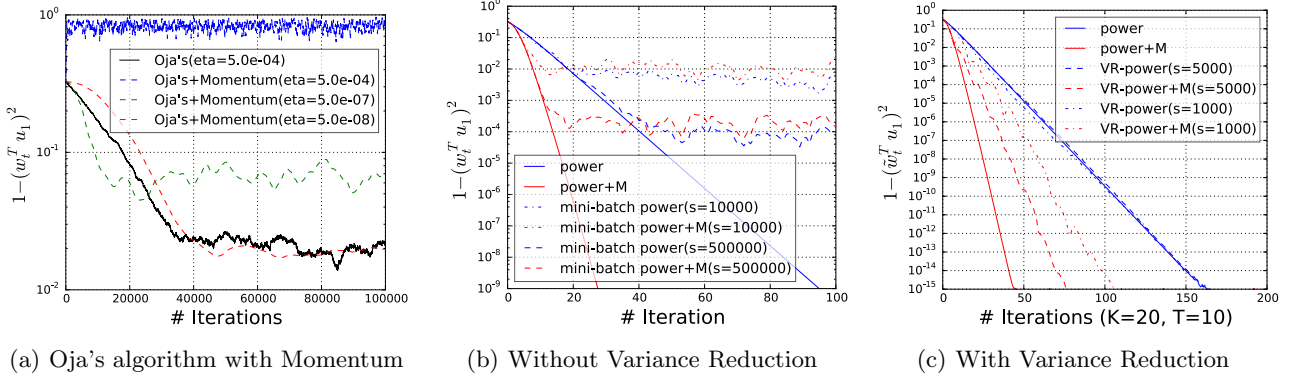 10^0
10^-1
10^-2
1−(w_t^T u_1)^2
Oja's(eta=5.0e-04)
Oja's+Momentum(eta=5.0e-04)
Oja's+Momentum(eta=5.0e-07)
Oja's+Momentum(eta=5.0e-08)
0 20000 40000 60000 80000 100000
# Iterations
(a) Oja's algorithm with Momentum
10^0
10^-1
10^-2
10^-3
10^-4
10^-5
10^-6
10^-7
10^-8
10^-9
1−(w_t^T u_1)^2
power
power+M
mini-batch power(s=10000)
mini-batch power+M(s=10000)
mini-batch power(s=500000)
mini-batch power+M(s=500000)
0 20 40 60 80 100
# Iteration
(b) Without Variance Reduction
10^0
10^-1
10^-2
10^-3
10^-4
10^-5
10^-6
10^-7
10^-8
10^-9
10^-10
10^-11
10^-12
10^-13
10^-14
10^-15
1−(w̃_t^T u_1)^2
power
power+M
VR-power(s=5000)
VR-power+M(s=5000)
VR-power(s=1000)
VR-power+M(s=1000)
0 50 100 150 200
# Iterations (K=20, T=10)
(c) With Variance Reduction